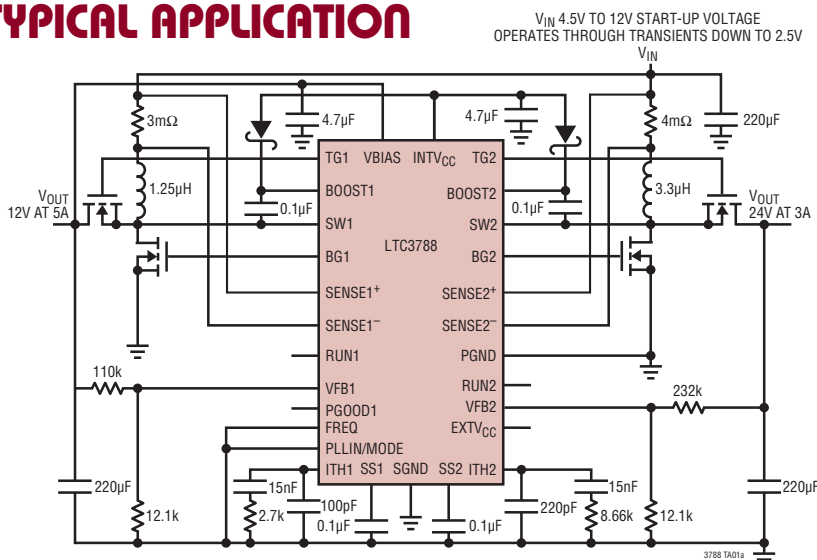 TYPICAL APPLICATION
VIN 4.5V TO 12V START-UP VOLTAGE
OPERATES THROUGH TRANSIENTS DOWN TO 2.5V
VIN
3mΩ
4.7µF
4.7µF
4mΩ
220µF
TG1 VBIAS INTVCC TG2
VOUT
12V AT 5A
1.25µH
BOOST1
BOOST2
3.3µH
VOUT
24V AT 3A
0.1µF
0.1µF
SW1
SW2
LTC3788
BG1
BG2
SENSE1+
SENSE2+
SENSE1–
SENSE2–
RUN1
PGND
110k
RUN2
232k
VFB1
VFB2
PGOOD1
FREQ
EXTVCC
PLLIN/MODE
ITH1 SS1 SGND SS2 ITH2
220µF
15nF
15nF
220µF
100pF
220pF
12.1k
2.7k
0.1µF
0.1µF
8.66k
12.1k
3788 TA01a